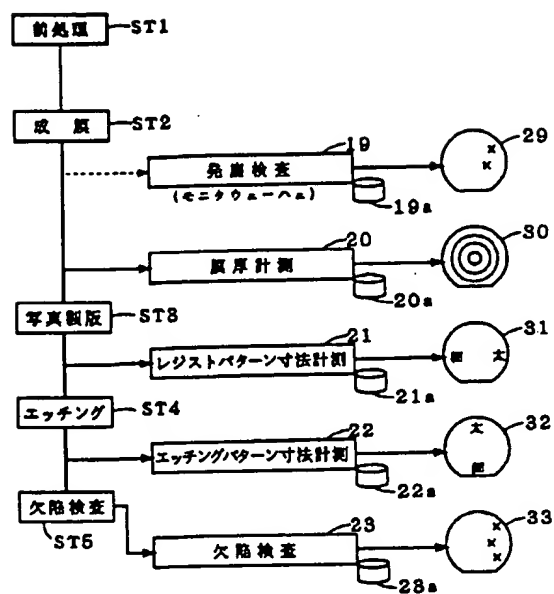 前処理
ST1
成膜
ST2
発塵検査
(モニタウェーハ)
19
19a
29
×
×
膜厚計測
20
20a
30
写真製版
ST3
レジストパターン寸法計測
21
21a
31
細 太
エッチング
ST4
エッチングパターン寸法計測
22
22a
32
太
細
欠陥検査
ST5
欠陥検査
23
23a
33
×
×
×